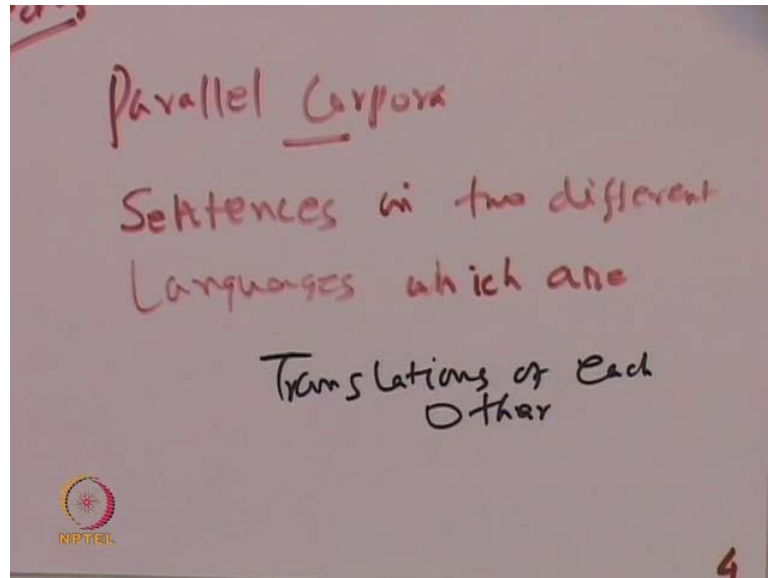 Parallel Corpora
Sentences in two different
Languages which are
Translations of each
Other
NPTEL
4